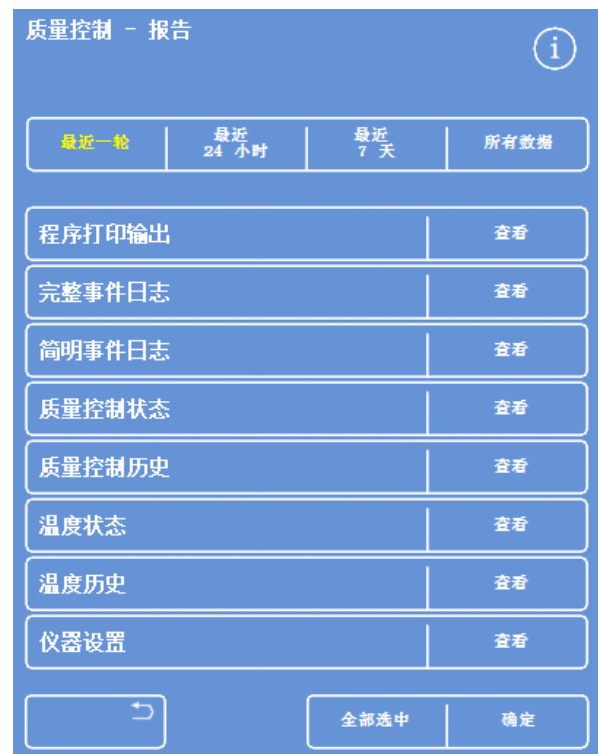 质量控制 - 报告
i
最近一轮
最近
24 小时
最近
7 天
所有数据
程序打印输出
查看
完整事件日志
查看
简明事件日志
查看
质量控制状态
查看
质量控制历史
查看
温度状态
查看
温度历史
查看
仪器设置
查看
全部选中
确定